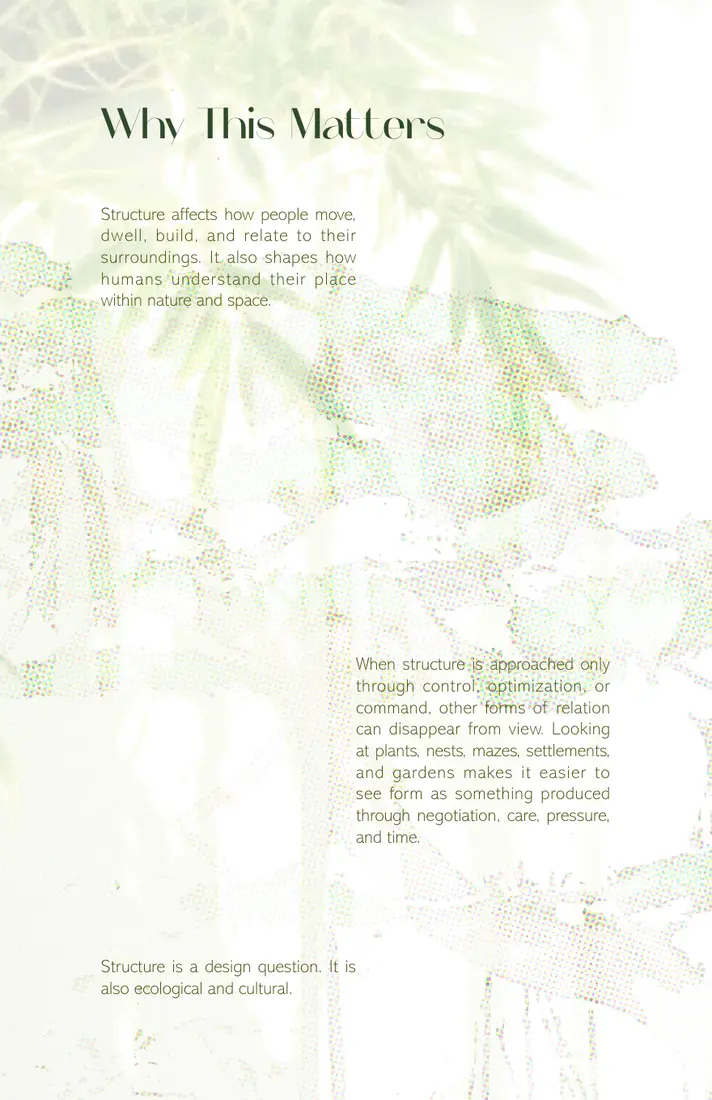 Why This Matters
Structure affects how people move,
dwell, build, and relate to their
surroundings. It also shapes how
humans understand their place
within nature and space.
When structure is approached only
through control, optimization, or
command, other forms of relation
can disappear from view. Looking
at plants, nests, mazes, settlements,
and gardens makes it easier to
see form as something produced
through negotiation, care, pressure,
and time.
Structure is a design question. It is
also ecological and cultural.